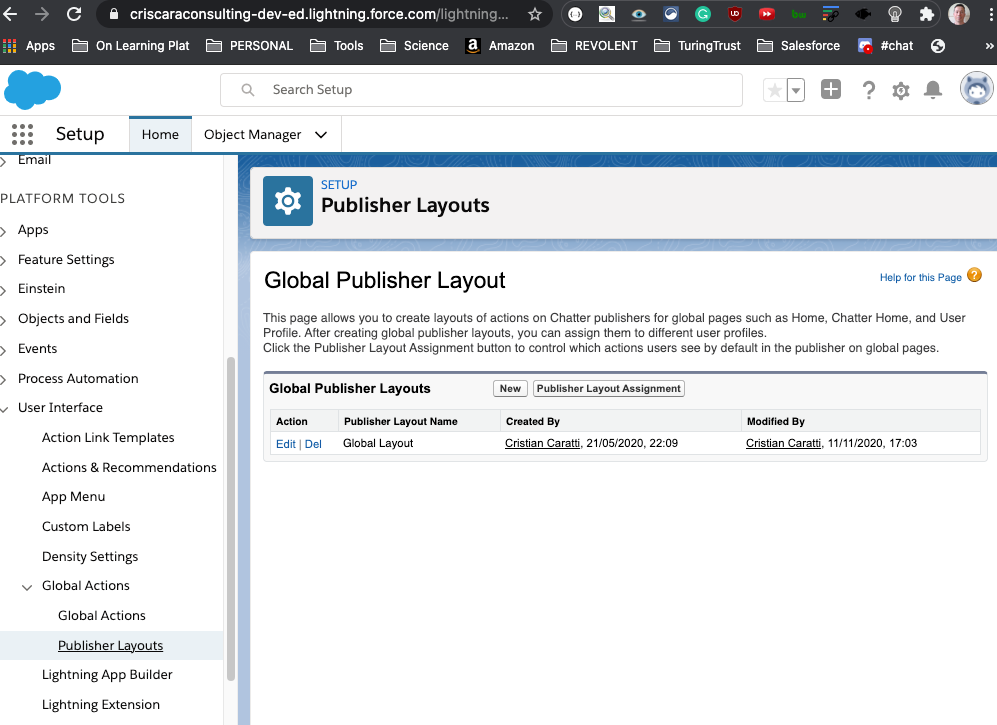 criscaraconsulting-dev-ed.lightning.force.com/lightning...
Apps On Learning Plat PERSONAL Tools Science Amazon REVOLENT TuringTrust Salesforce #chat »
Search Setup
Setup Home Object Manager
Email
PLATFORM TOOLS
Apps
Feature Settings
Einstein
Objects and Fields
Events
Process Automation
User Interface
Action Link Templates
Actions & Recommendations
App Menu
Custom Labels
Density Settings
Global Actions
Global Actions
Publisher Layouts
Lightning App Builder
Lightning Extension
SETUP
Publisher Layouts
Global Publisher Layout
Help for this Page ?
This page allows you to create layouts of actions on Chatter publishers for global pages such as Home, Chatter Home, and User
Profile. After creating global publisher layouts, you can assign them to different user profiles.
Click the Publisher Layout Assignment button to control which actions users see by default in the publisher on global pages.
Global Publisher Layouts New Publisher Layout Assignment
Action Publisher Layout Name Created By Modified By
Edit | Del Global Layout Cristian Caratti, 21/05/2020, 22:09 Cristian Caratti, 11/11/2020, 17:03